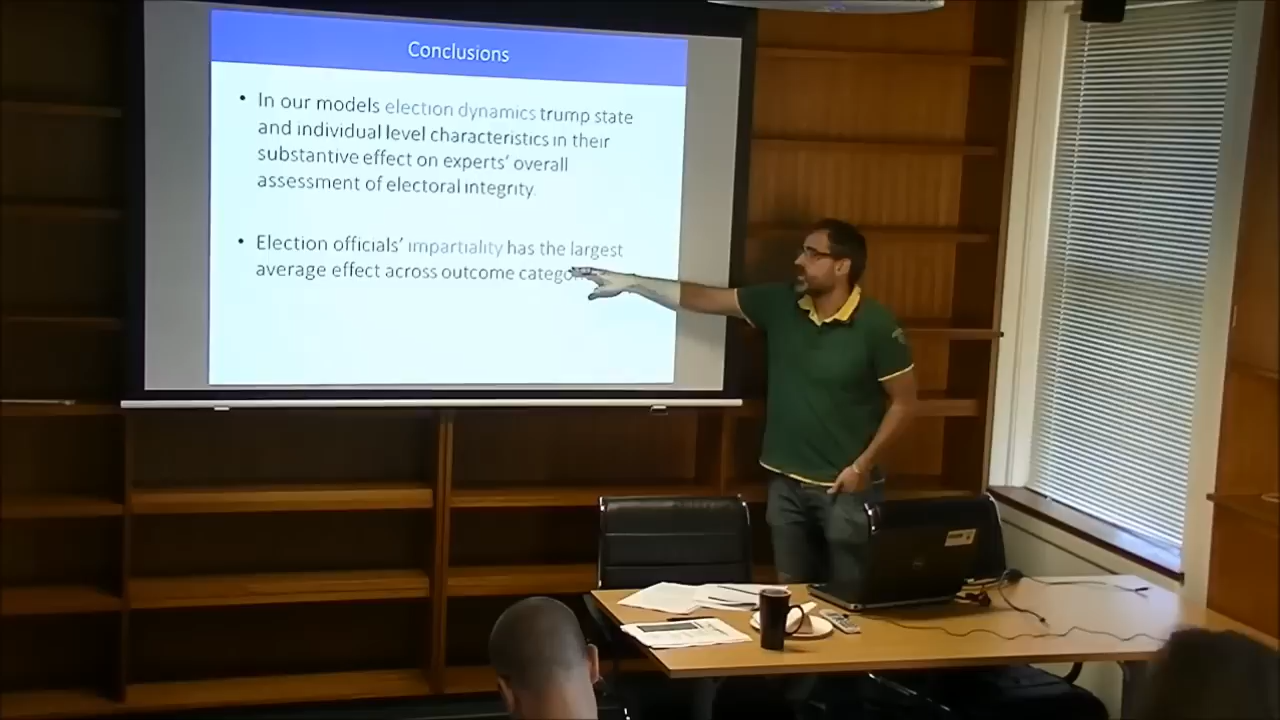 Conclusions
• In our models election dynamics trump state
and individual level characteristics in their
substantive effect on experts' overall
assessment of electoral integrity.
• Election officials' impartiality has the largest
average effect across outcome